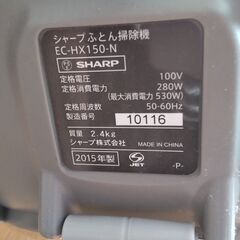 シャープふとん掃除機
EC-HX150-N
SHARP
定格電圧 100V
定格消費電力 280W
(最大消費電力 530W)
定格周波数 50-60Hz
製造番号 10116
質量 2.4kg
シャープ株式会社 MADE IN CHINA
2015年製 JET -P-